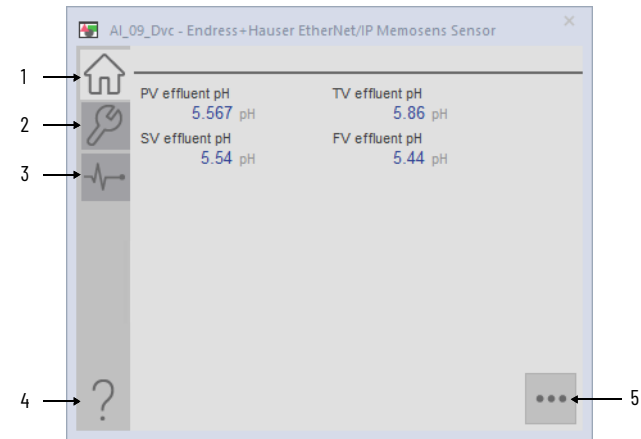 AI_09_Dvc - Endress+Hauser EtherNet/IP Memosens Sensor
1
PV effluent pH TV effluent pH
5.567 pH 5.86 pH
2
SV effluent pH FV effluent pH
5.54 pH 5.44 pH
3
4
5